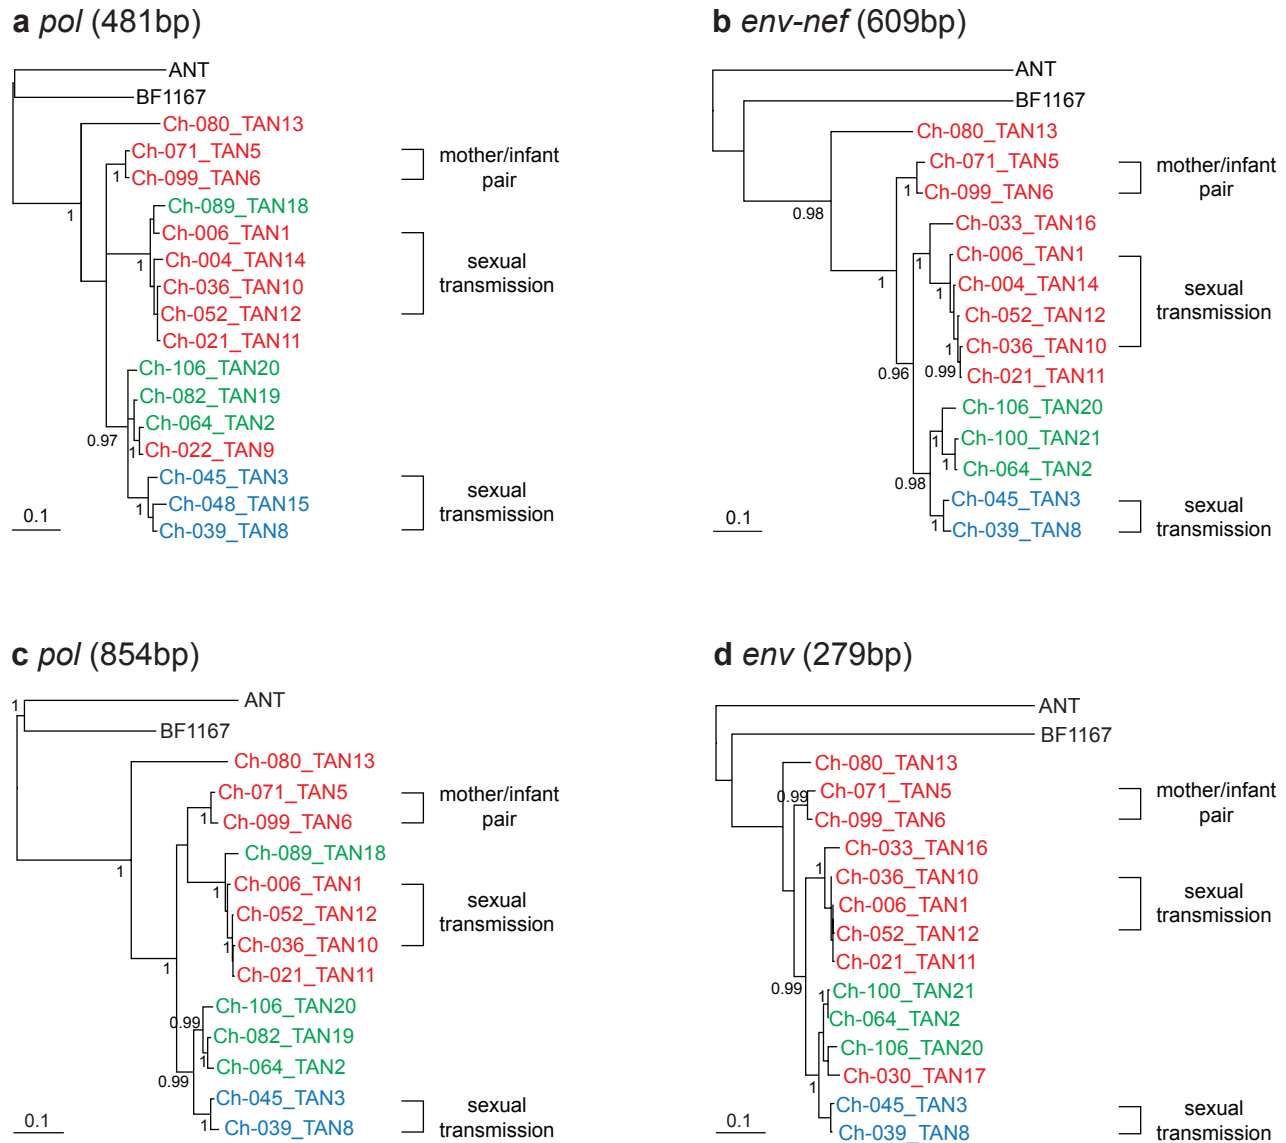 a pol (481bp)
ANT
BF1167
Ch-080_TAN13
Ch-071_TAN5
Ch-099_TAN6
Ch-089_TAN18
Ch-006_TAN1
Ch-004_TAN14
Ch-036_TAN10
Ch-052_TAN12
Ch-021_TAN11
Ch-106_TAN20
Ch-082_TAN19
Ch-064_TAN2
Ch-022_TAN9
Ch-045_TAN3
Ch-048_TAN15
Ch-039_TAN8
mother/infant
pair
sexual
transmission
sexual
transmission
1
1
1
0.97
1
1
0.1
b env-nef (609bp)
ANT
BF1167
Ch-080_TAN13
Ch-071_TAN5
Ch-099_TAN6
Ch-033_TAN16
Ch-006_TAN1
Ch-004_TAN14
Ch-052_TAN12
Ch-036_TAN10
Ch-021_TAN11
Ch-106_TAN20
Ch-100_TAN21
Ch-064_TAN2
Ch-045_TAN3
Ch-039_TAN8
mother/infant
pair
sexual
transmission
sexual
transmission
1
0.98
1
1
1
1
0.96
0.99
1
1
0.98
1
0.1
c pol (854bp)
1
ANT
BF1167
Ch-080_TAN13
Ch-071_TAN5
Ch-099_TAN6
Ch-089_TAN18
Ch-006_TAN1
Ch-052_TAN12
Ch-036_TAN10
Ch-021_TAN11
Ch-106_TAN20
Ch-082_TAN19
Ch-064_TAN2
Ch-045_TAN3
Ch-039_TAN8
mother/infant
pair
sexual
transmission
sexual
transmission
1
1
1
1
1
0.99
1
0.99
1
0.1
d env (279bp)
ANT
BF1167
Ch-080_TAN13
Ch-071_TAN5
Ch-099_TAN6
Ch-033_TAN16
Ch-036_TAN10
Ch-006_TAN1
Ch-052_TAN12
Ch-021_TAN11
Ch-100_TAN21
Ch-064_TAN2
Ch-106_TAN20
Ch-030_TAN17
Ch-045_TAN3
Ch-039_TAN8
mother/infant
pair
sexual
transmission
sexual
transmission
0.99
1
0.99
1
1
0.1